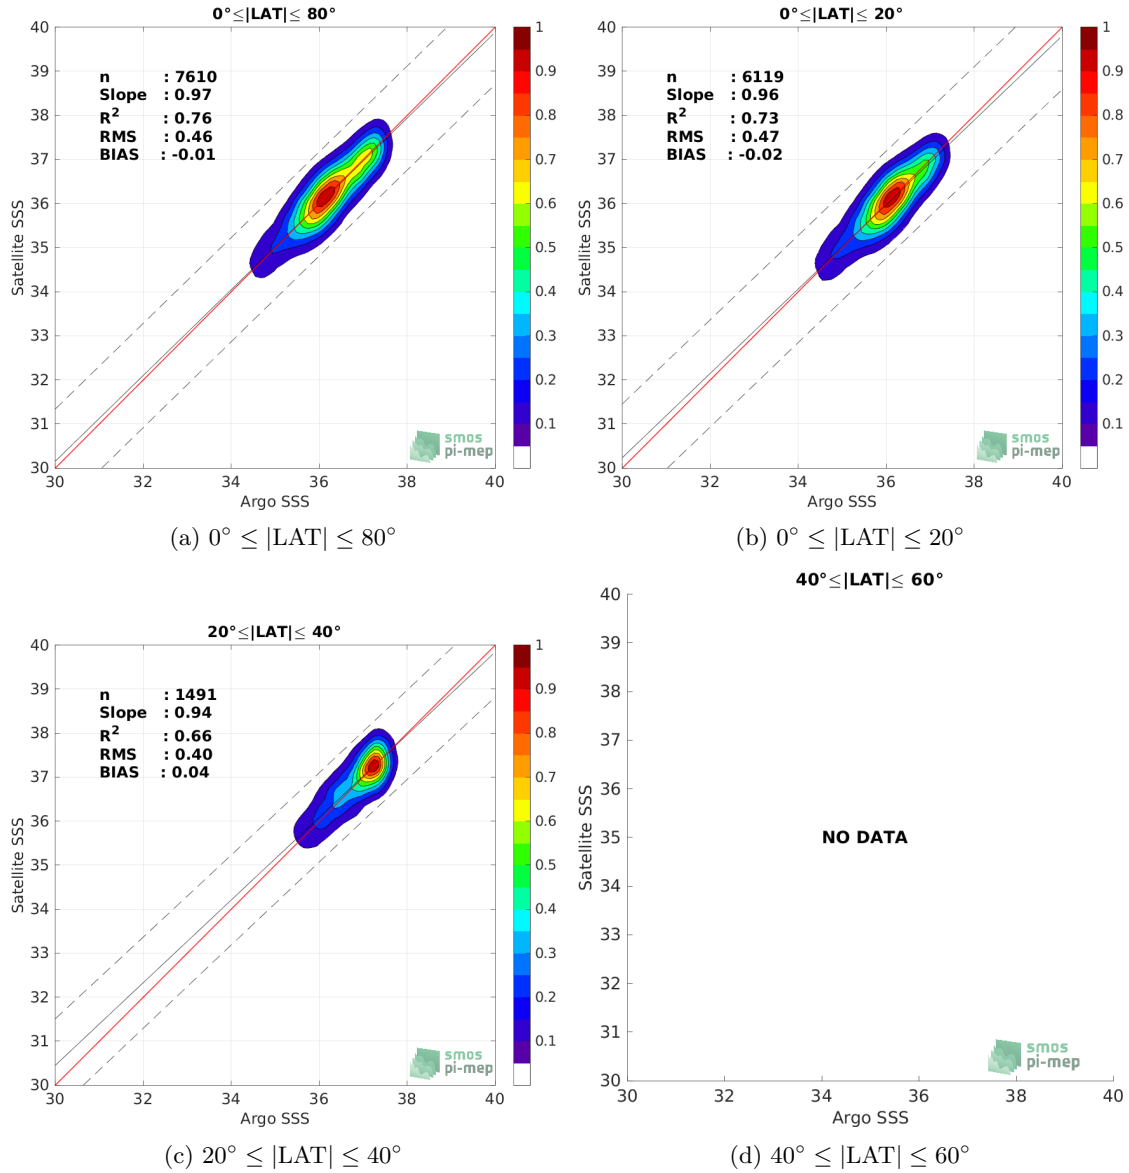 0°≤|LAT|≤ 80°
40
39
38
37
36
35
34
33
32
31
30
30
32
34
36
38
40
Satellite SSS
Argo SSS
n : 7610
Slope : 0.97
R² : 0.76
RMS : 0.46
BIAS : -0.01
smos
pi-mep
1
0.9
0.8
0.7
0.6
0.5
0.4
0.3
0.2
0.1
(a) 0° ≤ |LAT| ≤ 80°
0°≤|LAT|≤ 20°
40
39
38
37
36
35
34
33
32
31
30
30
32
34
36
38
40
Satellite SSS
Argo SSS
n : 6119
Slope : 0.96
R² : 0.73
RMS : 0.47
BIAS : -0.02
smos
pi-mep
1
0.9
0.8
0.7
0.6
0.5
0.4
0.3
0.2
0.1
(b) 0° ≤ |LAT| ≤ 20°
20°≤|LAT|≤ 40°
40
39
38
37
36
35
34
33
32
31
30
30
32
34
36
38
40
Satellite SSS
Argo SSS
n : 1491
Slope : 0.94
R² : 0.66
RMS : 0.40
BIAS : 0.04
smos
pi-mep
1
0.9
0.8
0.7
0.6
0.5
0.4
0.3
0.2
0.1
(c) 20° ≤ |LAT| ≤ 40°
40°≤|LAT|≤ 60°
40
39
38
37
36
35
34
33
32
31
30
30
32
34
36
38
40
Satellite SSS
Argo SSS
NO DATA
smos
pi-mep
(d) 40° ≤ |LAT| ≤ 60°